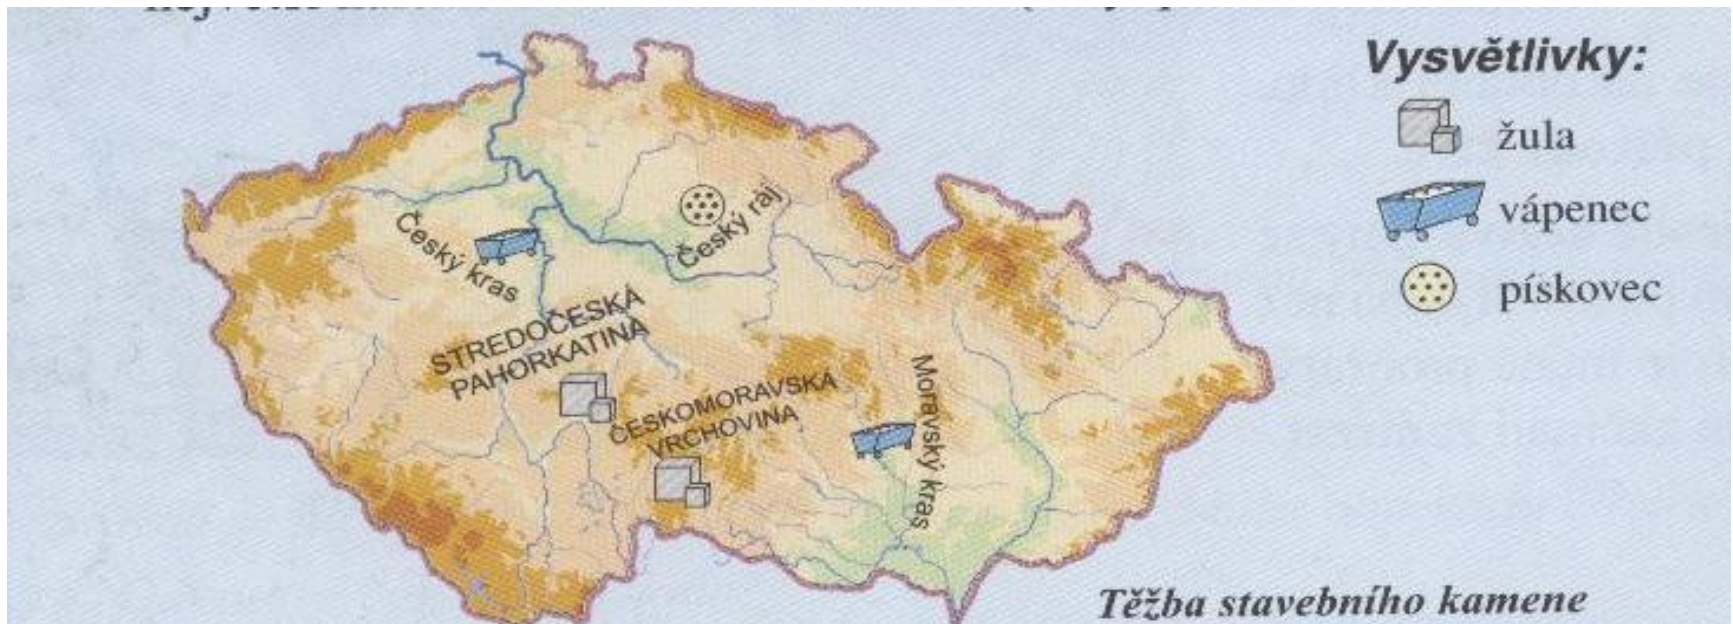 Vysvětlivky:
žula
vápenec
pískovec
Český ráj
Český kras
STŘEDOČESKÁ
PAHORKATINA
ČESKOMORAVSKÁ
VRCHOVINA
Moravský kras
Těžba stavebního kamene